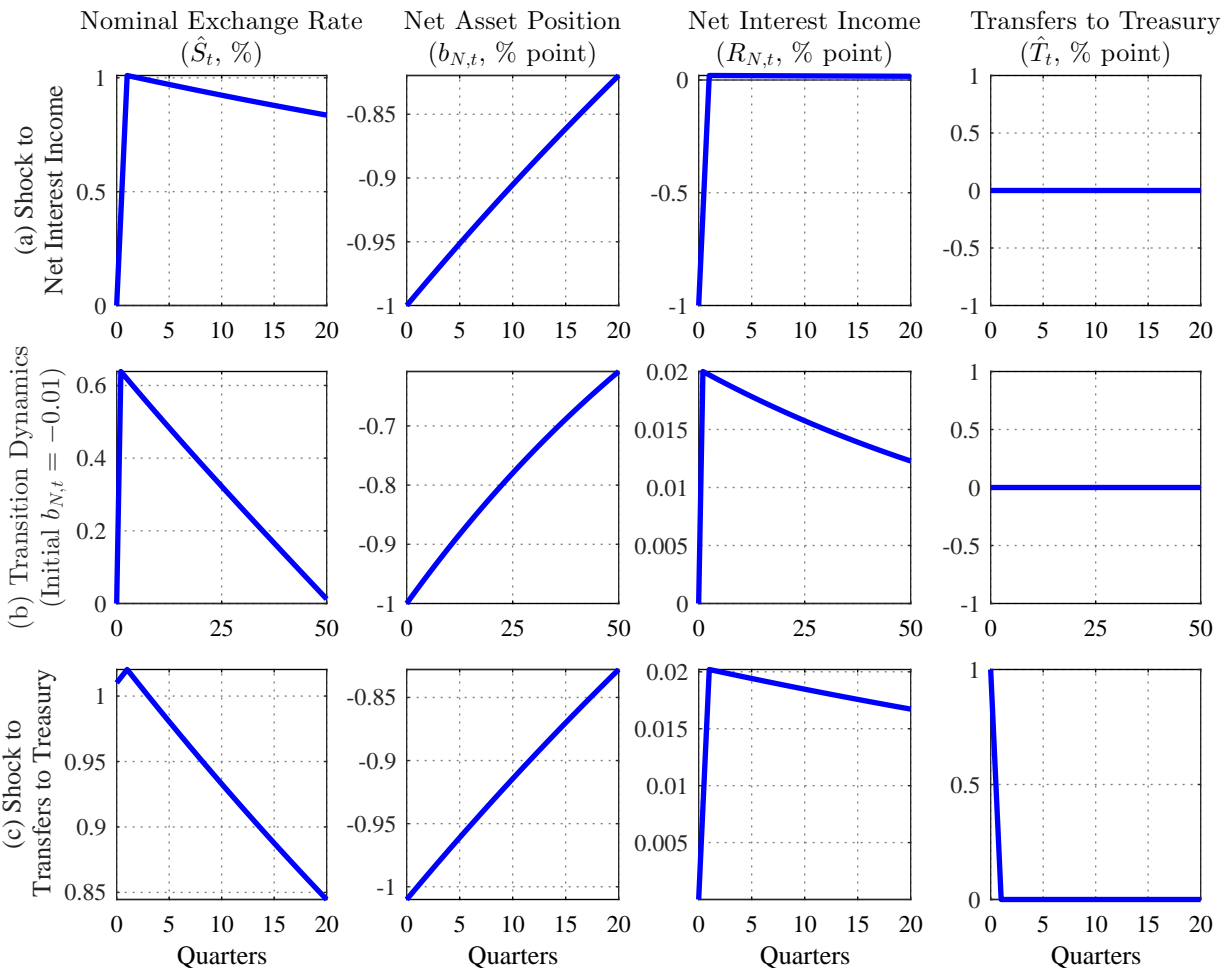 Nominal Exchange Rate
(Ŝ_t, %)
Net Asset Position
(b_{N,t}, % point)
Net Interest Income
(R_{N,t}, % point)
Transfers to Treasury
(T̂_t, % point)
(a) Shock to
Net Interest Income
1
0.5
0
0 5 10 15 20
-0.85
-0.9
-0.95
-1
0 5 10 15 20
0
-0.5
-1
0 5 10 15 20
1
0.5
0
-0.5
-1
0 5 10 15 20
(b) Transition Dynamics
(Initial b_{N,t} = −0.01)
0.6
0.4
0.2
0
0 25 50
-0.7
-0.8
-0.9
-1
0 25 50
0.02
0.015
0.01
0.005
0
0 25 50
1
0.5
0
-0.5
-1
0 25 50
(c) Shock to
Transfers to Treasury
1
0.95
0.9
0.85
0 5 10 15 20
Quarters
-0.85
-0.9
-0.95
-1
0 5 10 15 20
Quarters
0.02
0.015
0.01
0.005
0 5 10 15 20
Quarters
1
0.5
0
0 5 10 15 20
Quarters